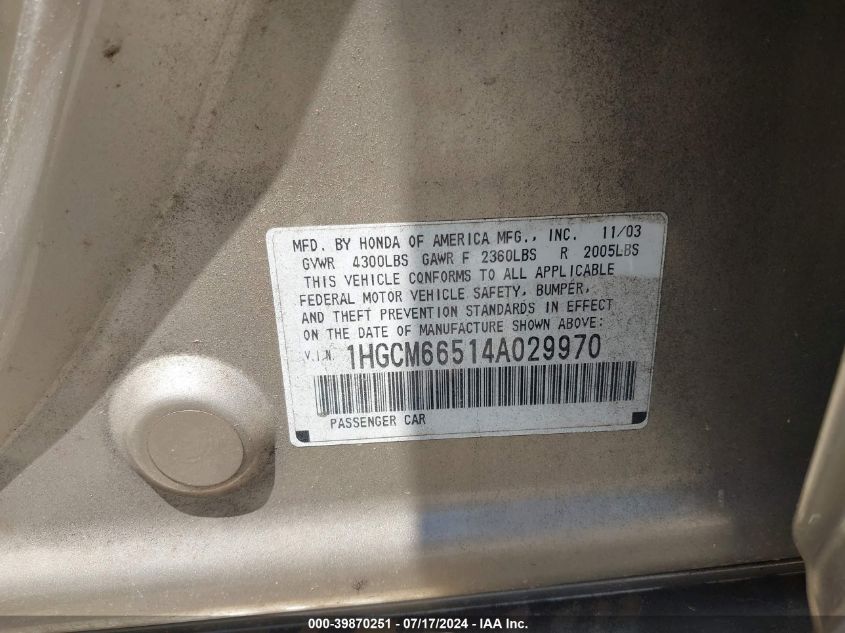 MFD. BY HONDA OF AMERICA MFG., INC. 11/03
GVWR 4300LBS GAWR F 2360LBS R 2005LBS
THIS VEHICLE CONFORMS TO ALL APPLICABLE
FEDERAL MOTOR VEHICLE SAFETY, BUMPER,
AND THEFT PREVENTION STANDARDS IN EFFECT
ON THE DATE OF MANUFACTURE SHOWN ABOVE:
V.I.N. 1HGCM66514A029970
PASSENGER CAR
000-39870251 - 07/17/2024 - IAA Inc.